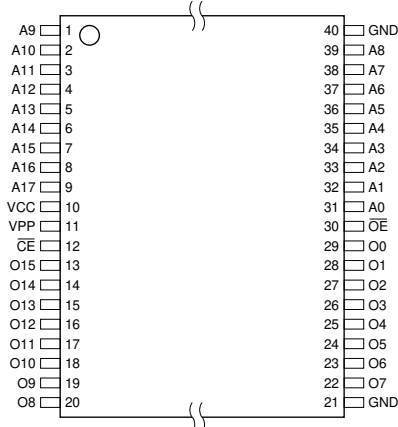 A9 1 40 GND
A10 2 39 A8
A11 3 38 A7
A12 4 37 A6
A13 5 36 A5
A14 6 35 A4
A15 7 34 A3
A16 8 33 A2
A17 9 32 A1
VCC 10 31 A0
VPP 11 30 O̅E̅
C̅E̅ 12 29 O0
O15 13 28 O1
O14 14 27 O2
O13 15 26 O3
O12 16 25 O4
O11 17 24 O5
O10 18 23 O6
O9 19 22 O7
O8 20 21 GND